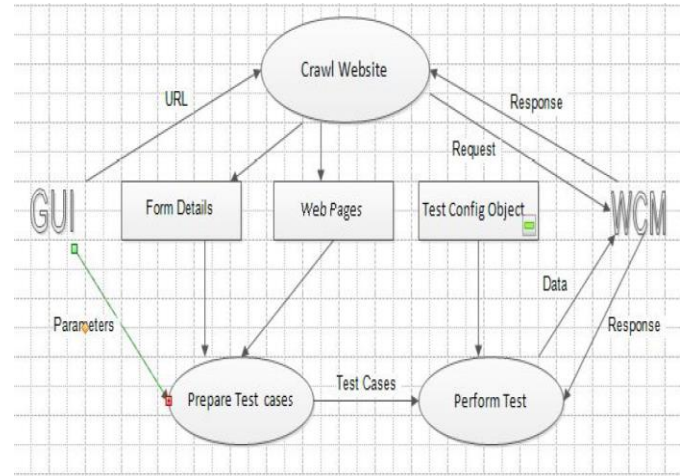 Crawl Website
URL
Response
Request
GUI
Form Details
Web Pages
Test Config Object
WCM
Data
Parameters
Response
Prepare Test cases
Test Cases
Perform Test